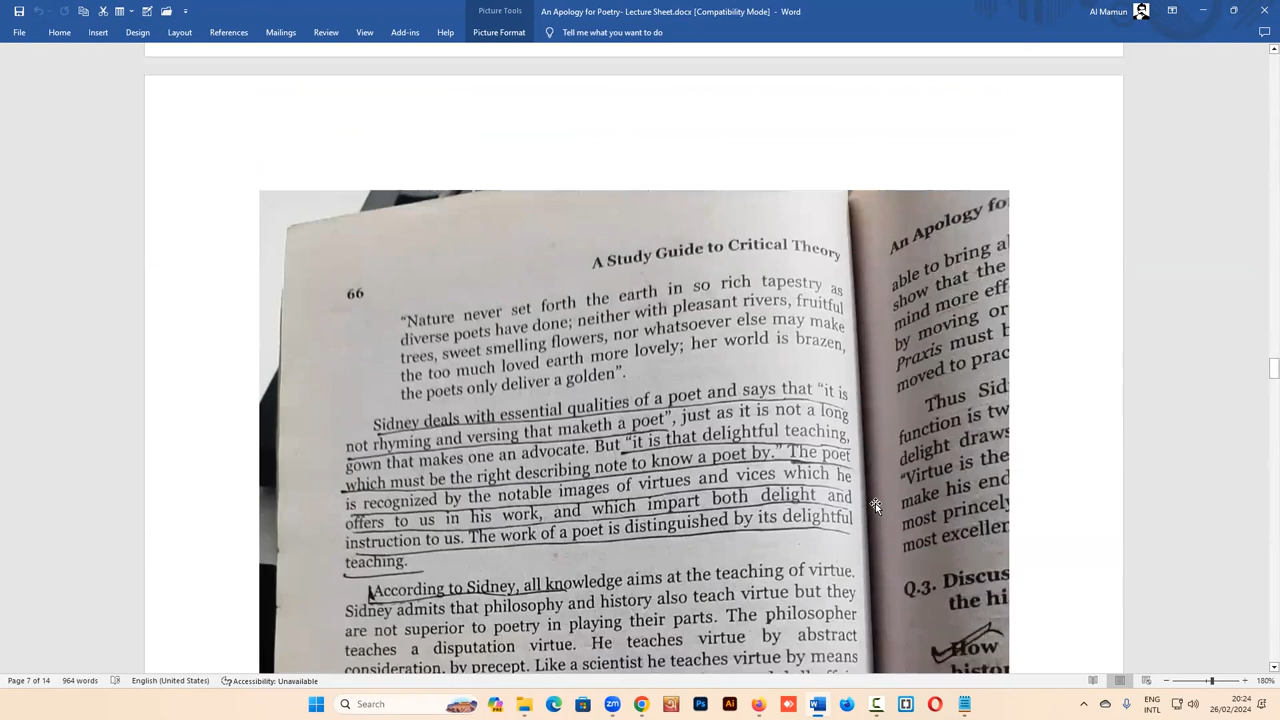 Picture Tools
An Apology for Poetry- Lecture Sheet.docx [Compatibility Mode] - Word
Al Mamun
File Home Insert Design Layout References Mailings Review View Add-ins Help Picture Format Tell me what you want to do
A Study Guide to Critical Theory
66
“Nature never set forth the earth in so rich tapestry as
diverse poets have done; neither with pleasant rivers, fruitful
trees, sweet smelling flowers, nor whatsoever else may make
the too much loved earth more lovely; her world is brazen,
the poets only deliver a golden”.
Sidney deals with essential qualities of a poet and says that “it is
not rhyming and versing that maketh a poet”, just as it is not a long
gown that makes one an advocate. But “it is that delightful teaching,
which must be the right describing note to know a poet by.” The poet
is recognized by the notable images of virtues and vices which he
offers to us in his work, and which impart both delight and
instruction to us. The work of a poet is distinguished by its delightful
teaching.
According to Sidney, all knowledge aims at the teaching of virtue.
Sidney admits that philosophy and history also teach virtue but they
are not superior to poetry in playing their parts. The philosopher
teaches a disputation virtue. He teaches virtue by abstract
consideration, by precept. Like a scientist he teaches virtue by means
An Apology fo
able to bring a
show that the
mind more eff
by moving or
Praxis must b
moved to prac
Thus Sid
function is tw
delight draws
“Virtue is the
make his end
most princely
most excellen
Q.3. Discus
the hi
How
histor
Page 7 of 14 964 words English (United States) Accessibility: Unavailable 180%
Search
ENG
INTL
20:24
26/02/2024